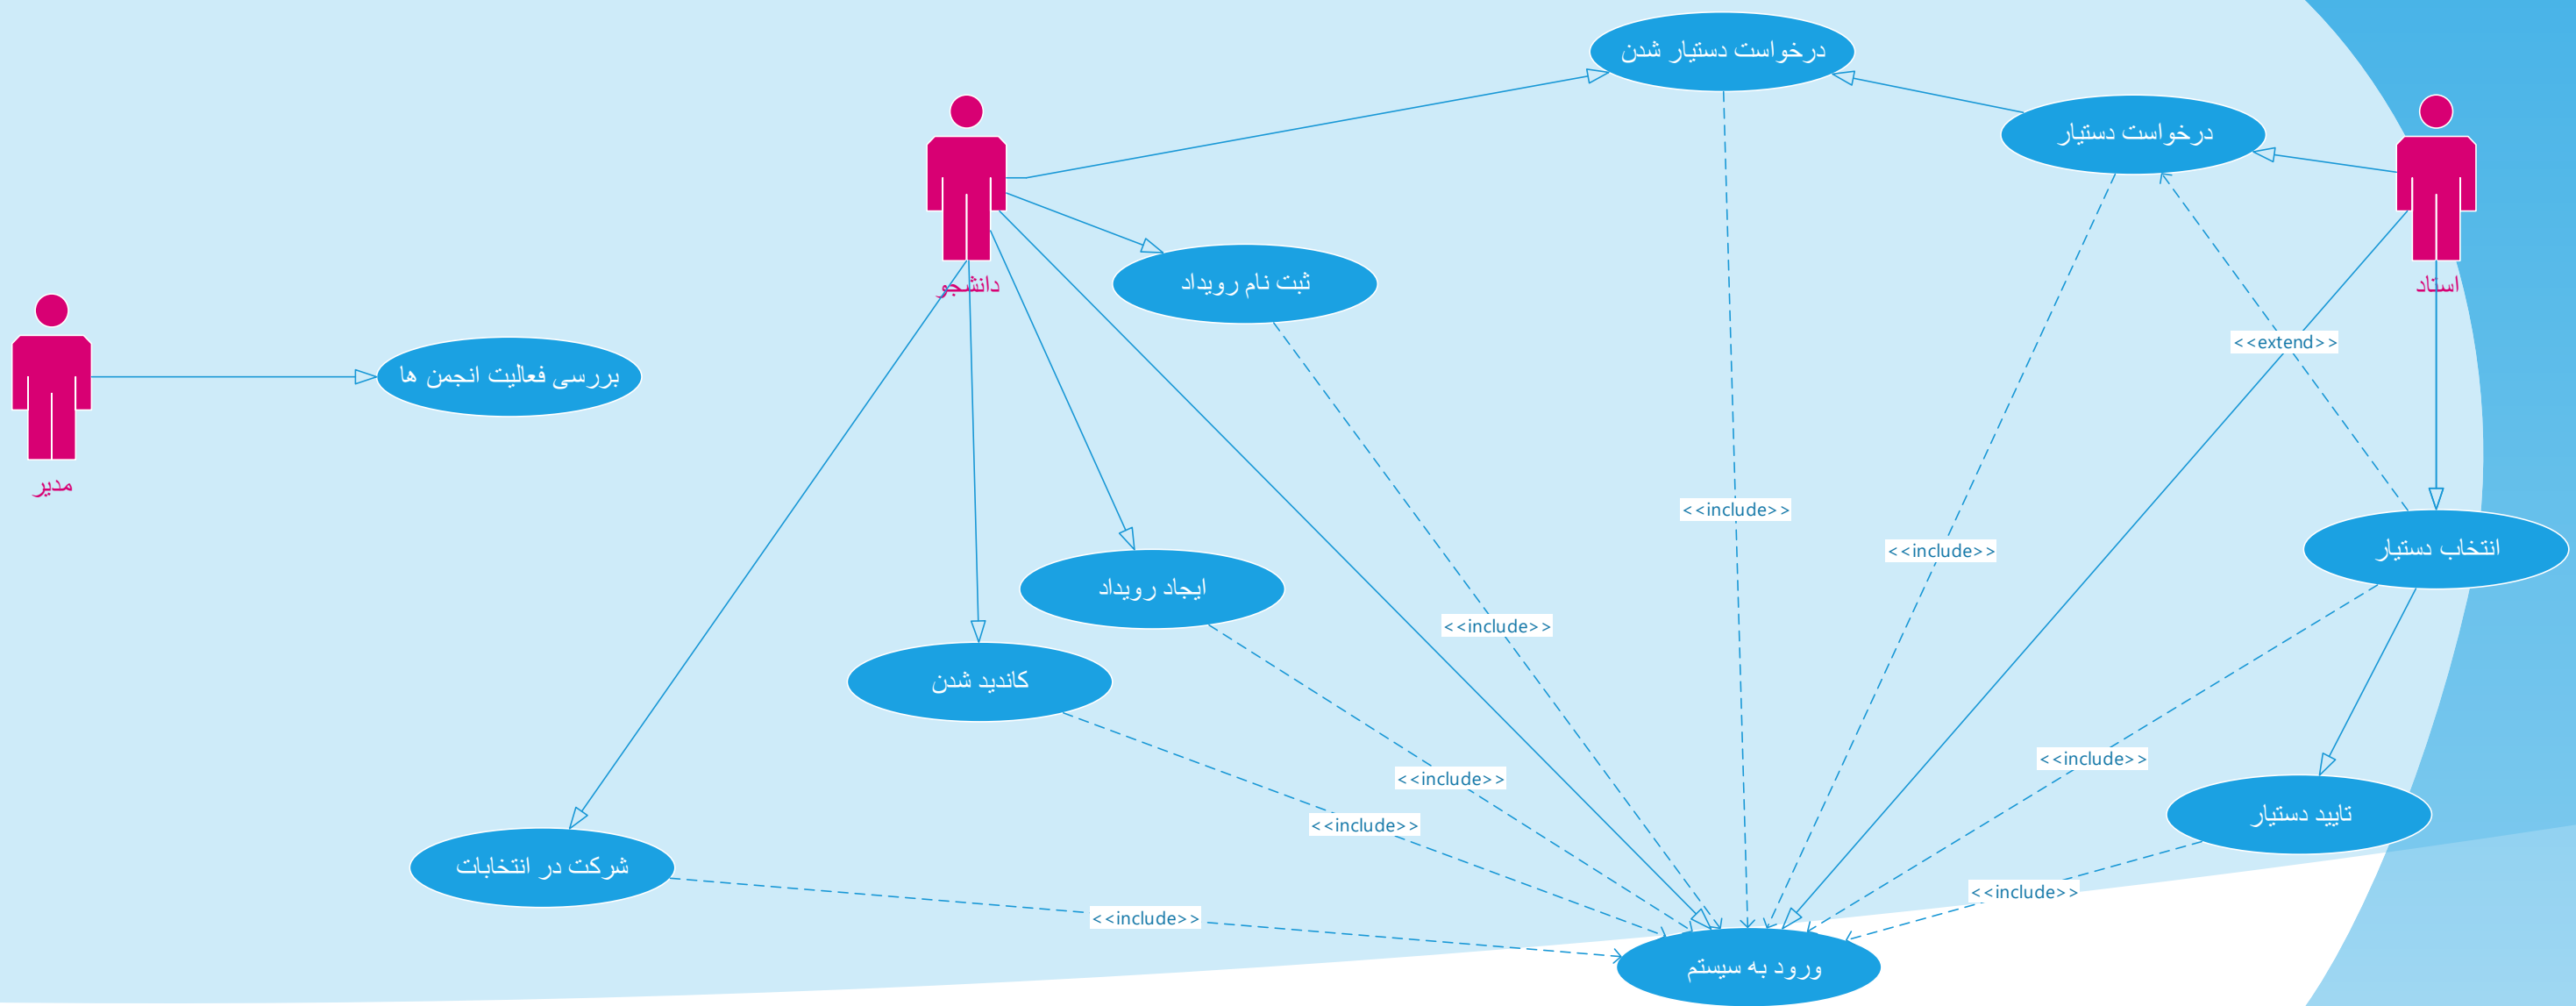 درخواست دستیار شدن
درخواست دستیار
استاد
دانشجو
ثبت نام رویداد
<<extend>>
بررسی فعالیت انجمن ها
مدیر
<<include>>
<<include>>
انتخاب دستیار
ایجاد رویداد
<<include>>
کاندید شدن
<<include>>
<<include>>
تایید دستیار
<<include>>
شرکت در انتخابات
<<include>>
<<include>>
ورود به سیستم